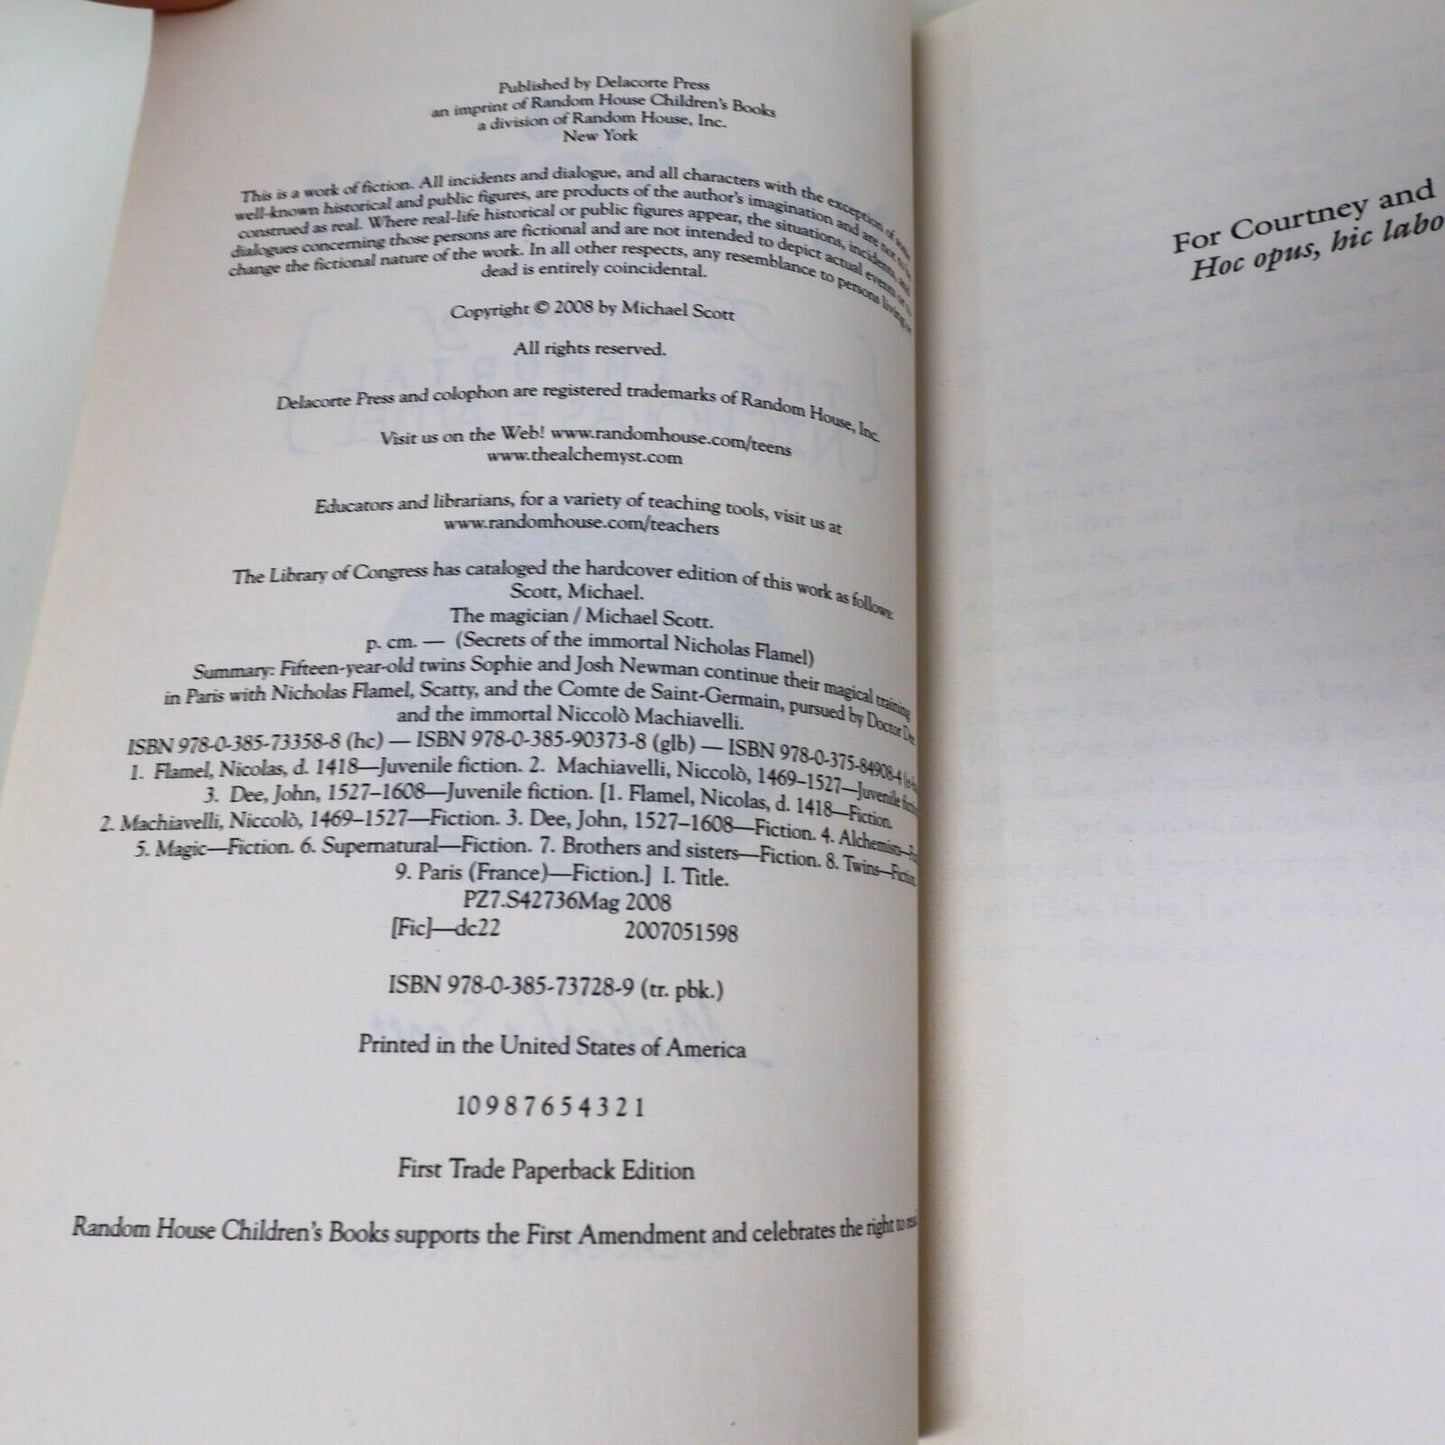 Published by Delacorte Press
an imprint of Random House Children's Books
a division of Random House, Inc.
New York
This is a work of fiction. All incidents and dialogue, and all characters with the exception of some
well-known historical and public figures, are products of the author's imagination and are not to be
construed as real. Where real-life historical or public figures appear, the situations, incidents, and
dialogues concerning those persons are fictional and are not intended to depict actual events or to
change the fictional nature of the work. In all other respects, any resemblance to persons living or
dead is entirely coincidental.
Copyright © 2008 by Michael Scott
All rights reserved.
Delacorte Press and colophon are registered trademarks of Random House, Inc.
Visit us on the Web! www.randomhouse.com/teens
www.thealchemyst.com
Educators and librarians, for a variety of teaching tools, visit us at
www.randomhouse.com/teachers
The Library of Congress has cataloged the hardcover edition of this work as follows:
Scott, Michael.
The magician / Michael Scott.
p. cm. — (Secrets of the immortal Nicholas Flamel)
Summary: Fifteen-year-old twins Sophie and Josh Newman continue their magical training
in Paris with Nicholas Flamel, Scatty, and the Comte de Saint-Germain, pursued by Doctor Dee
and the immortal Niccolò Machiavelli.
ISBN 978-0-385-73358-8 (hc) — ISBN 978-0-385-90373-8 (glb) — ISBN 978-0-375-84908-4
1. Flamel, Nicolas, d. 1418—Juvenile fiction. 2. Machiavelli, Niccolò, 1469–1527—Juvenile
3. Dee, John, 1527–1608—Juvenile fiction. [1. Flamel, Nicolas, d. 1418—Fiction.
2. Machiavelli, Niccolò, 1469–1527—Fiction. 3. Dee, John, 1527–1608—Fiction. 4. Alchemists—
5. Magic—Fiction. 6. Supernatural—Fiction. 7. Brothers and sisters—Fiction. 8. Twins—Fiction.
9. Paris (France)—Fiction.] I. Title.
PZ7.S42736Mag 2008
[Fic]—dc22 2007051598
ISBN 978-0-385-73728-9 (tr. pbk.)
Printed in the United States of America
10 9 8 7 6 5 4 3 2 1
First Trade Paperback Edition
Random House Children's Books supports the First Amendment and celebrates the right to
For Courtney and
Hoc opus, hic labo